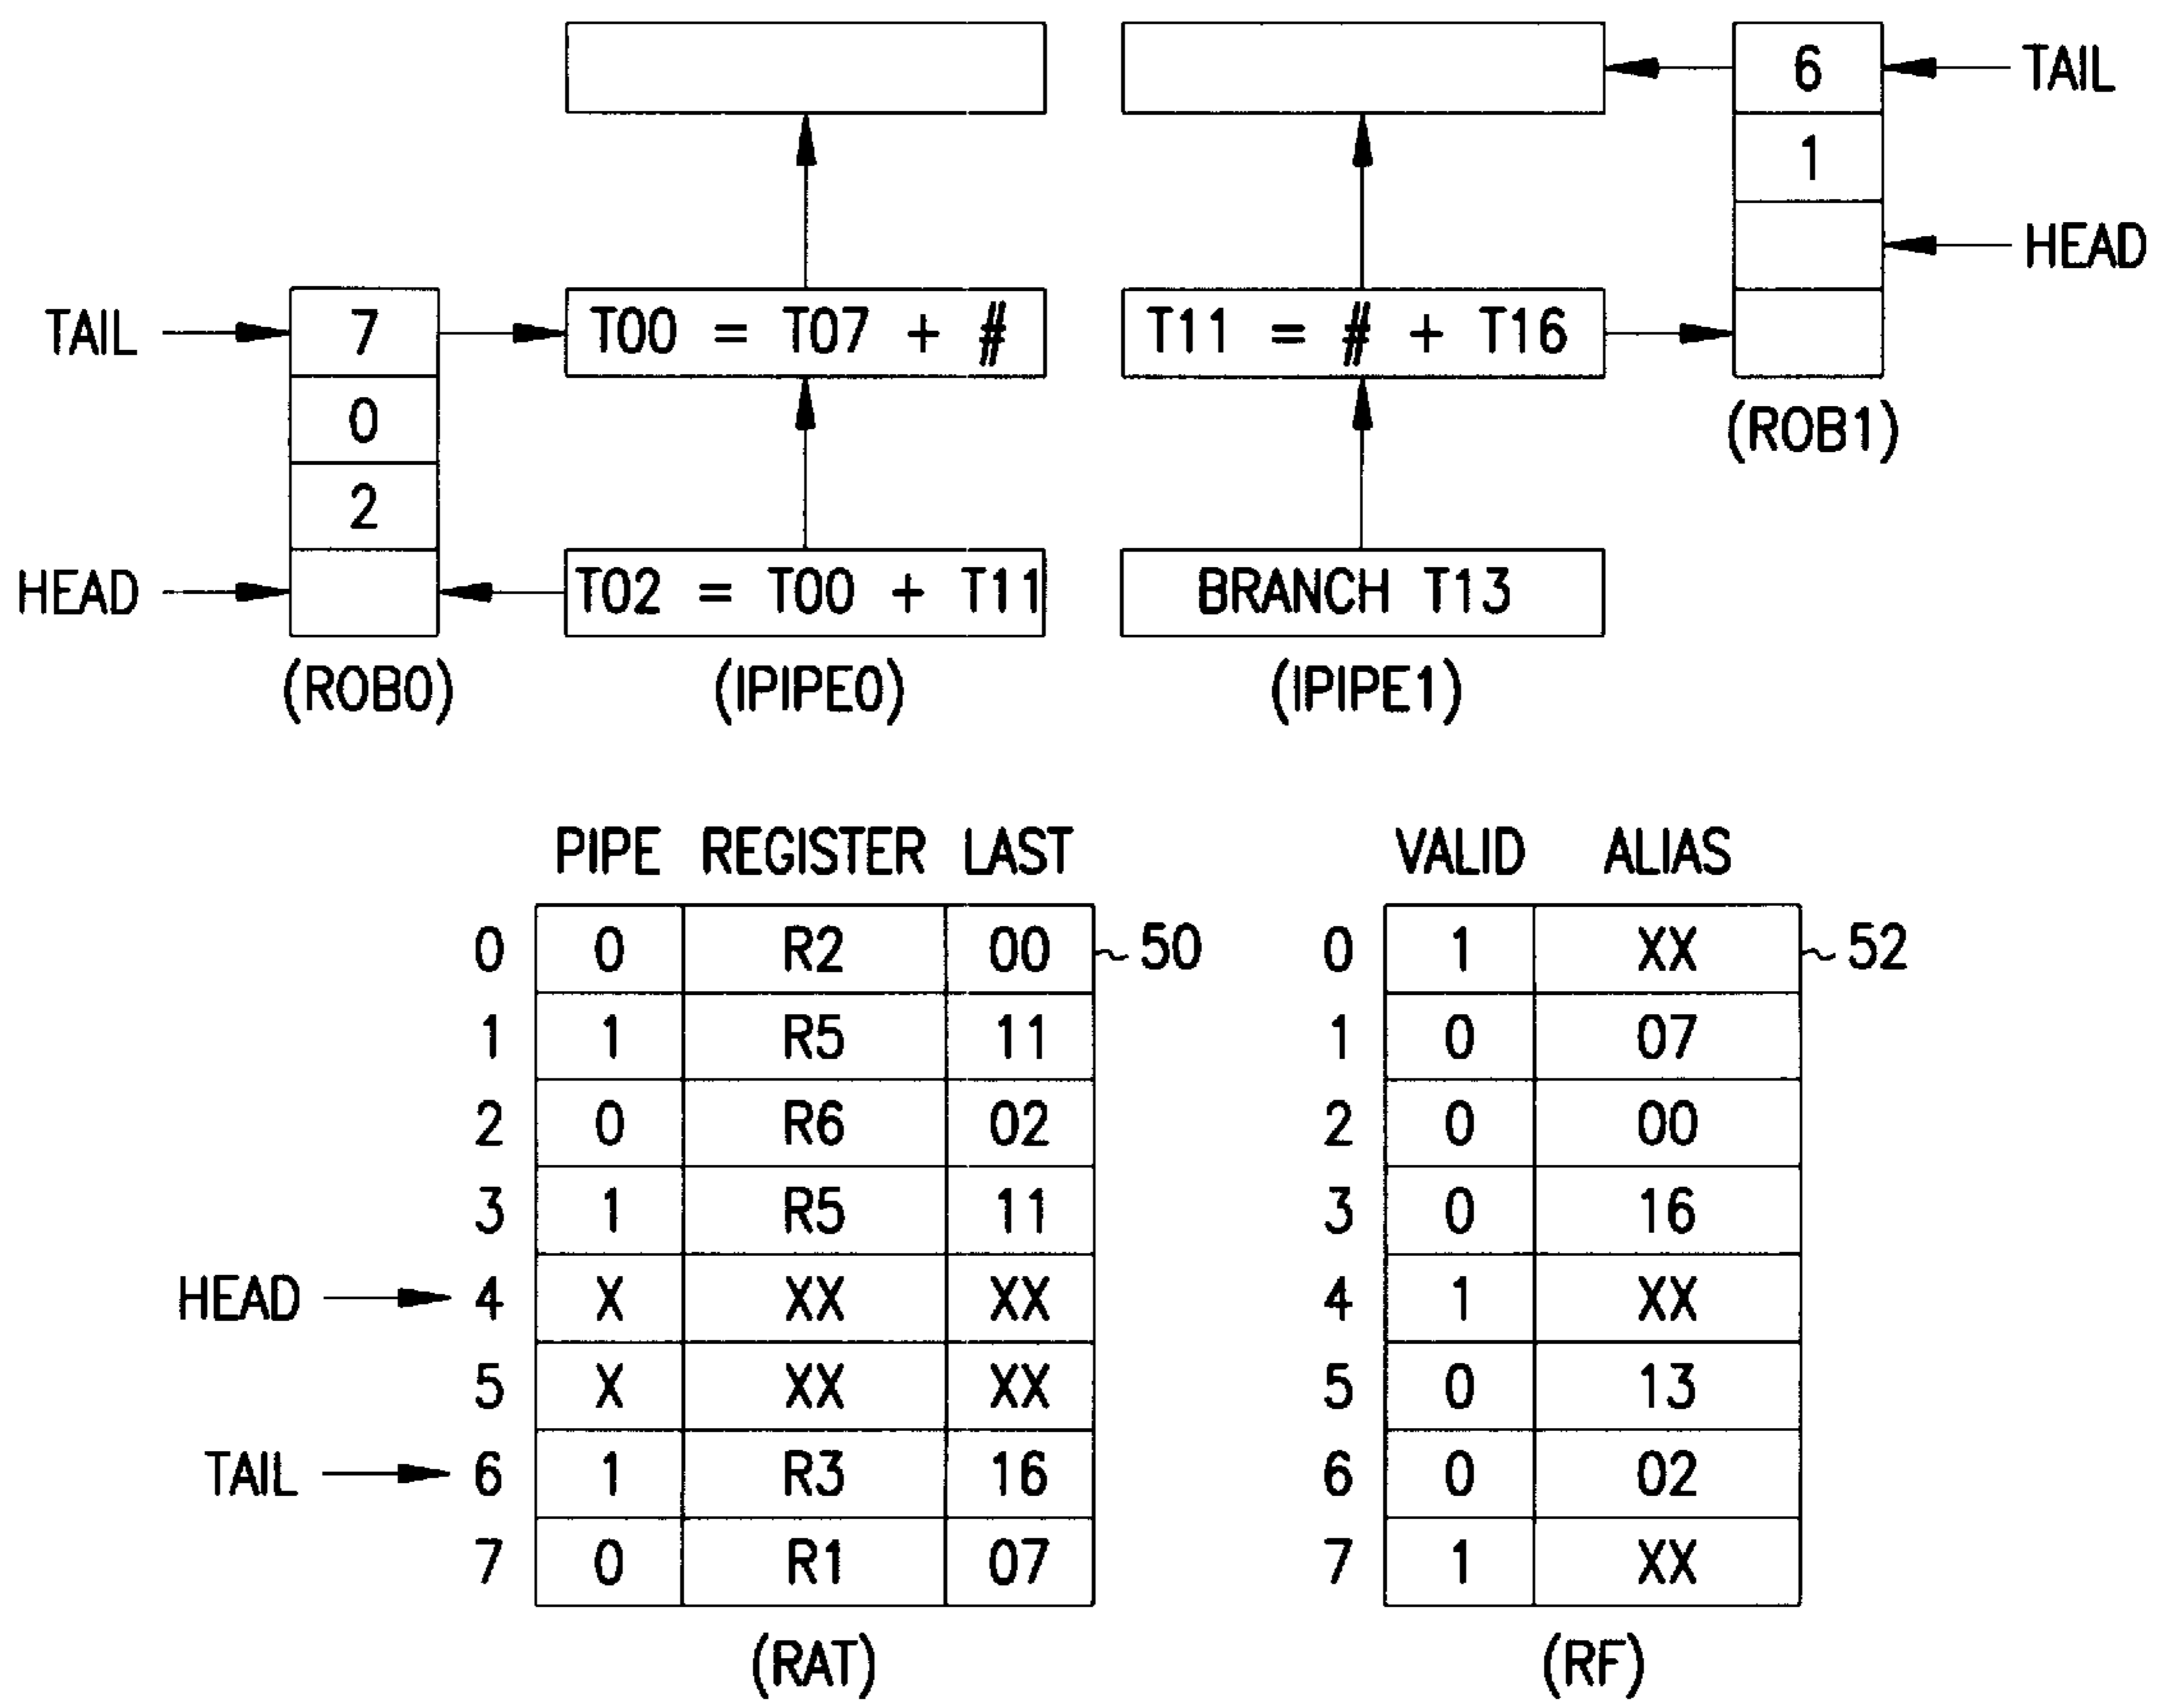 6 TAIL
1
HEAD
TAIL 7 T00 = T07 + # T11 = # + T16
0 (ROB1)
2
HEAD T02 = T00 + T11 BRANCH T13
(ROB0) (IPIPE0) (IPIPE1)
PIPE REGISTER LAST VALID ALIAS
0 0 R2 00 50 0 1 XX 52
1 1 R5 11 1 0 07
2 0 R6 02 2 0 00
3 1 R5 11 3 0 16
HEAD 4 X XX XX 4 1 XX
5 X XX XX 5 0 13
TAIL 6 1 R3 16 6 0 02
7 0 R1 07 7 1 XX
(RAT) (RF)